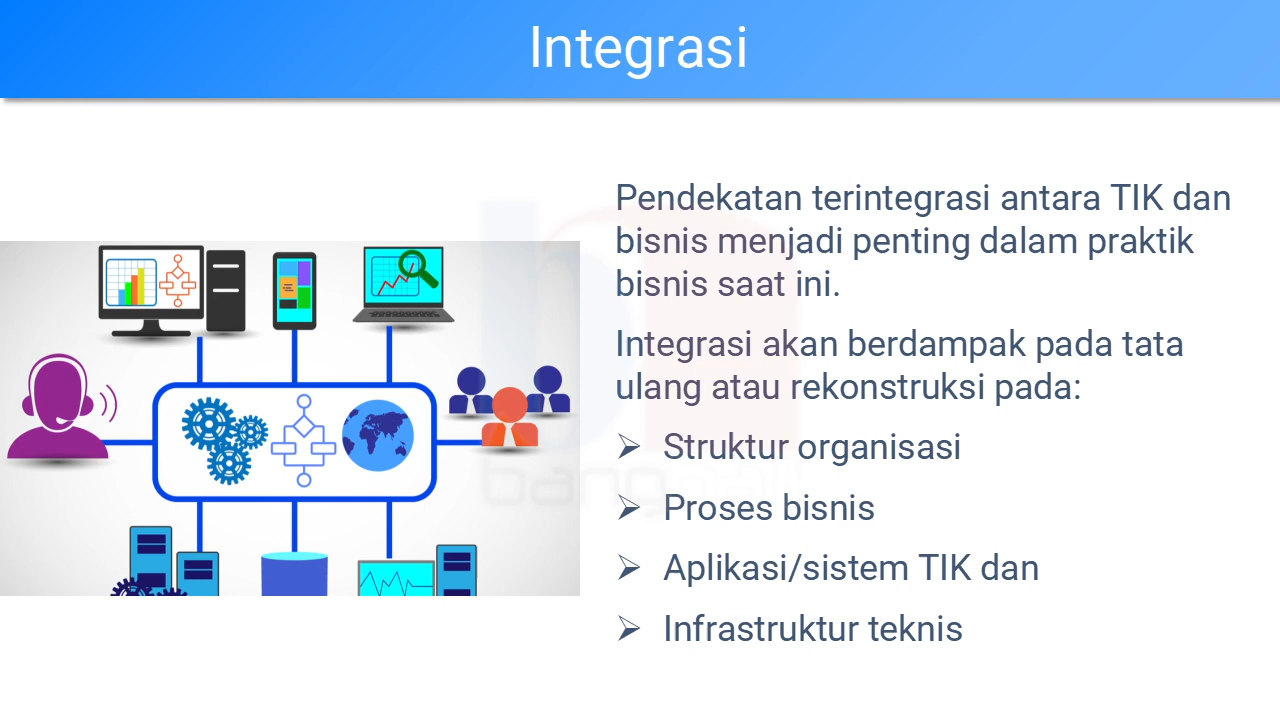 Integrasi
Pendekatan terintegrasi antara TIK dan
bisnis menjadi penting dalam praktik
bisnis saat ini.
Integrasi akan berdampak pada tata
ulang atau rekonstruksi pada:
➢ Struktur organisasi
➢ Proses bisnis
➢ Aplikasi/sistem TIK dan
➢ Infrastruktur teknis